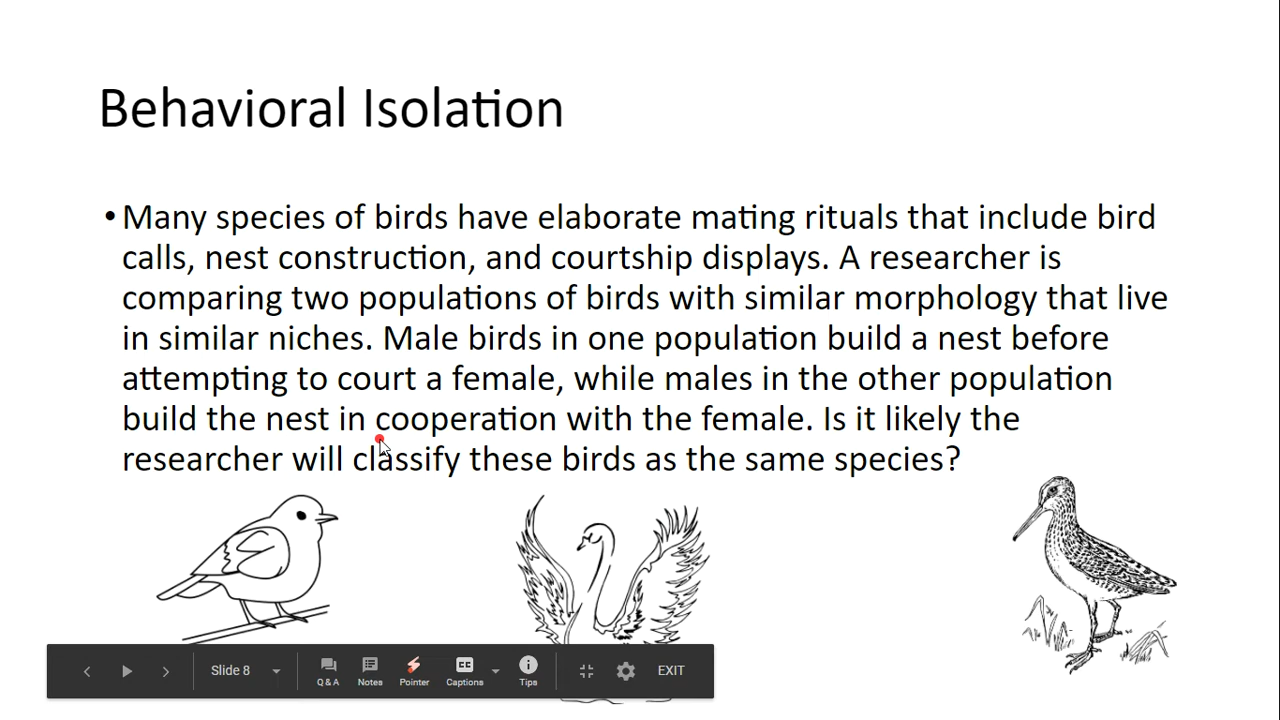 Behavioral Isolation
• Many species of birds have elaborate mating rituals that include bird
calls, nest construction, and courtship displays. A researcher is
comparing two populations of birds with similar morphology that live
in similar niches. Male birds in one population build a nest before
attempting to court a female, while males in the other population
build the nest in cooperation with the female. Is it likely the
researcher will classify these birds as the same species?
Slide 8
Q & A
Notes
Pointer
Captions
Tips
EXIT